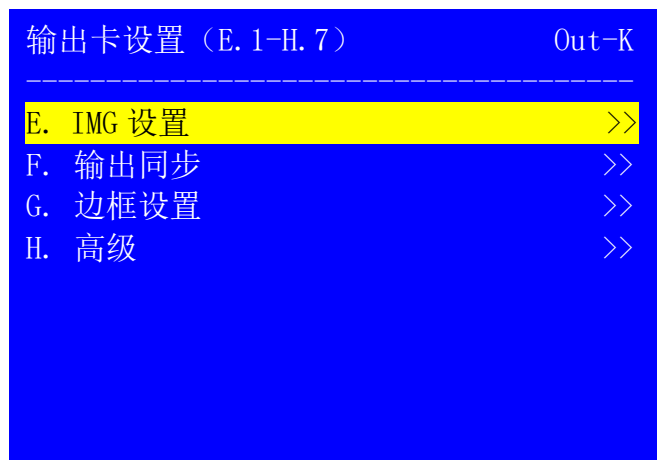 输出卡设置（E.1-H.7） Out-K
----------------------------------------
E. IMG 设置 >>
F. 输出同步 >>
G. 边框设置 >>
H. 高级 >>